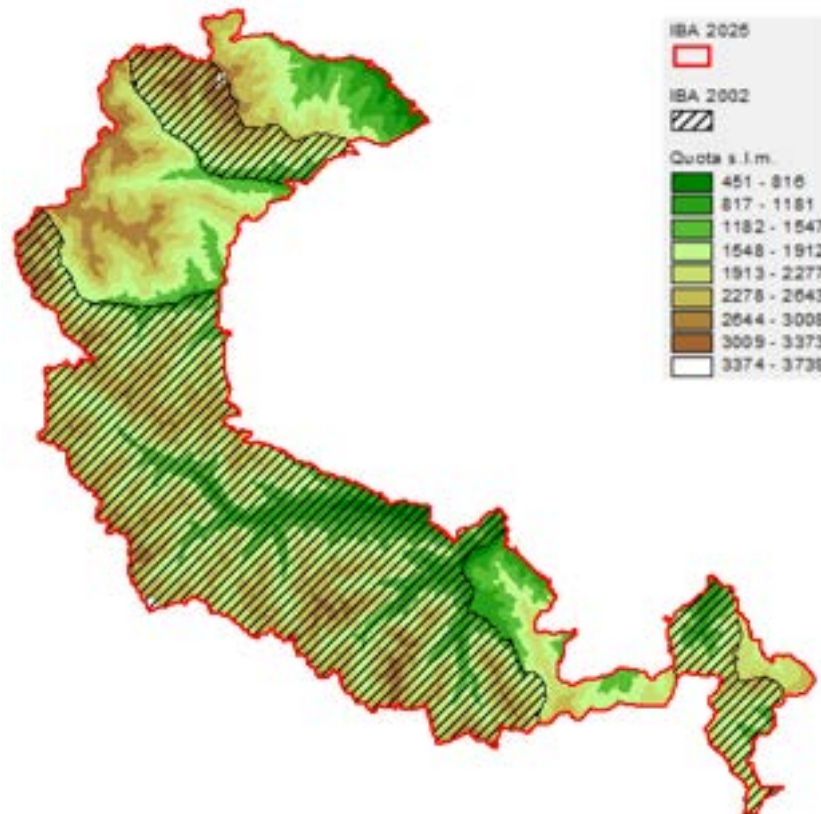 IBA 2025
IBA 2002
Quota s.l.m.
451 - 816
817 - 1181
1182 - 1547
1548 - 1912
1913 - 2277
2278 - 2643
2644 - 3008
3009 - 3373
3374 - 3739